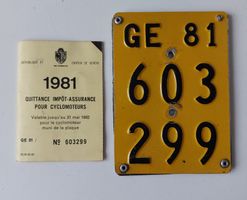 RÉPUBLIQUE ET CANTON DE GENÈVE
1981
QUITTANCE IMPÔT-ASSURANCE
POUR CYCLOMOTEURS
Valable jusqu'au 31 mai 1982
pour le cyclomoteur
muni de la plaque
GE 81 / Nº 603299
GE 81
603
299